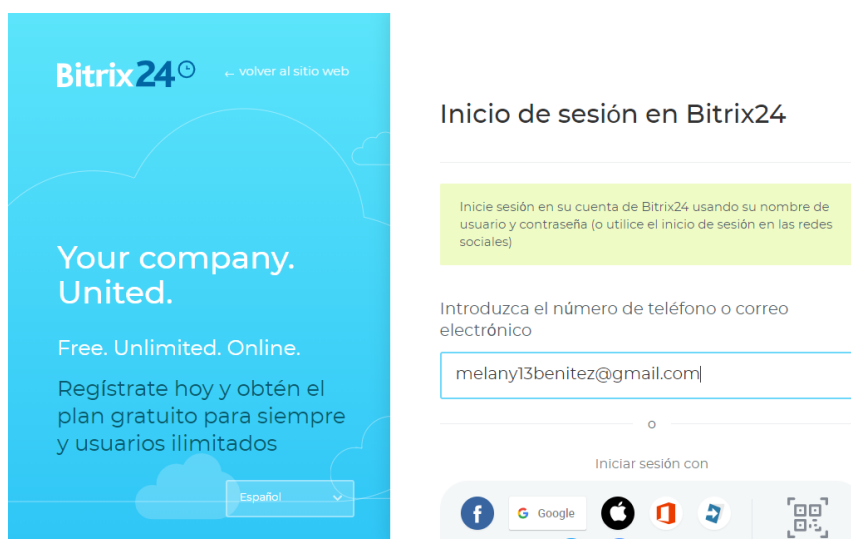 Bitrix24
← volver al sitio web
Your company.
United.
Free. Unlimited. Online.
Regístrate hoy y obtén el
plan gratuito para siempre
y usuarios ilimitados
Español
Inicio de sesión en Bitrix24
Inicie sesión en su cuenta de Bitrix24 usando su nombre de
usuario y contraseña (o utilice el inicio de sesión en las redes
sociales)
Introduzca el número de teléfono o correo
electrónico
melany13benitez@gmail.com
o
Iniciar sesión con
Google